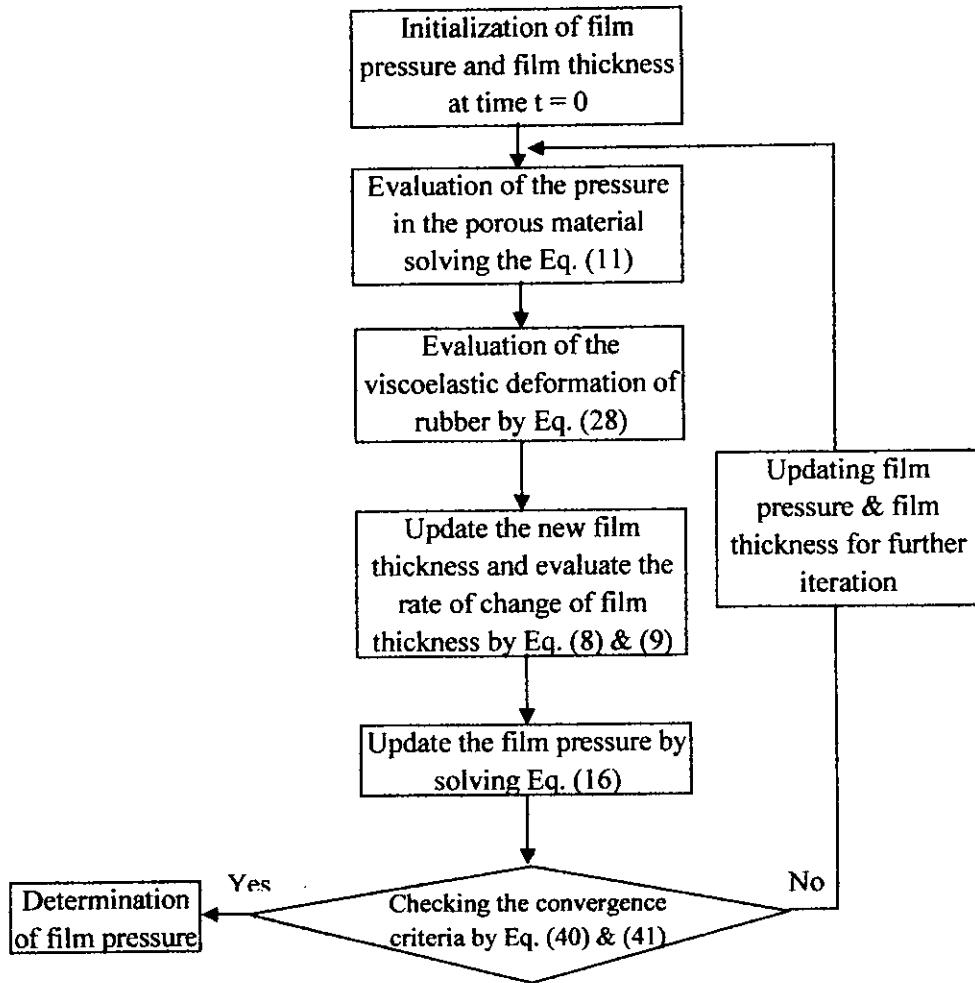 Initialization of film
pressure and film thickness
at time t = 0
Evaluation of the pressure
in the porous material
solving the Eq. (11)
Evaluation of the
viscoelastic deformation of
rubber by Eq. (28)
Update the new film
thickness and evaluate the
rate of change of film
thickness by Eq. (8) & (9)
Updating film
pressure & film
thickness for further
iteration
Update the film pressure by
solving Eq. (16)
Checking the convergence
criteria by Eq. (40) & (41)
Yes
No
Determination
of film pressure